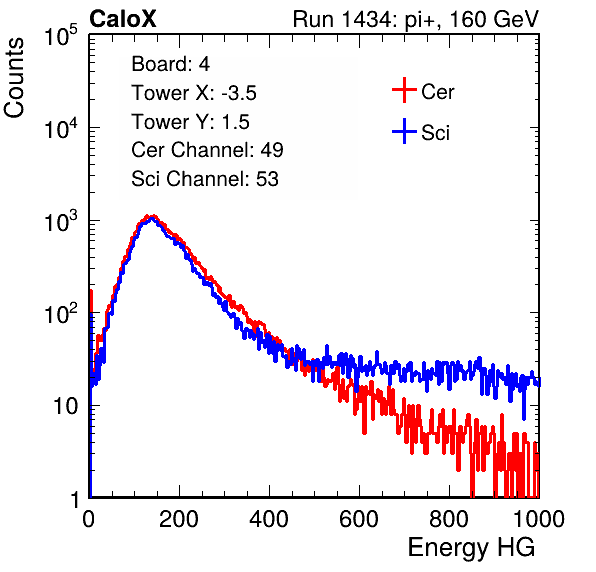 CaloX Run 1434: pi+, 160 GeV
Counts
Board: 4
Tower X: -3.5
Tower Y: 1.5
Cer Channel: 49
Sci Channel: 53
Cer
Sci
10^5
10^4
10^3
10^2
10
1
0 200 400 600 800 1000
Energy HG